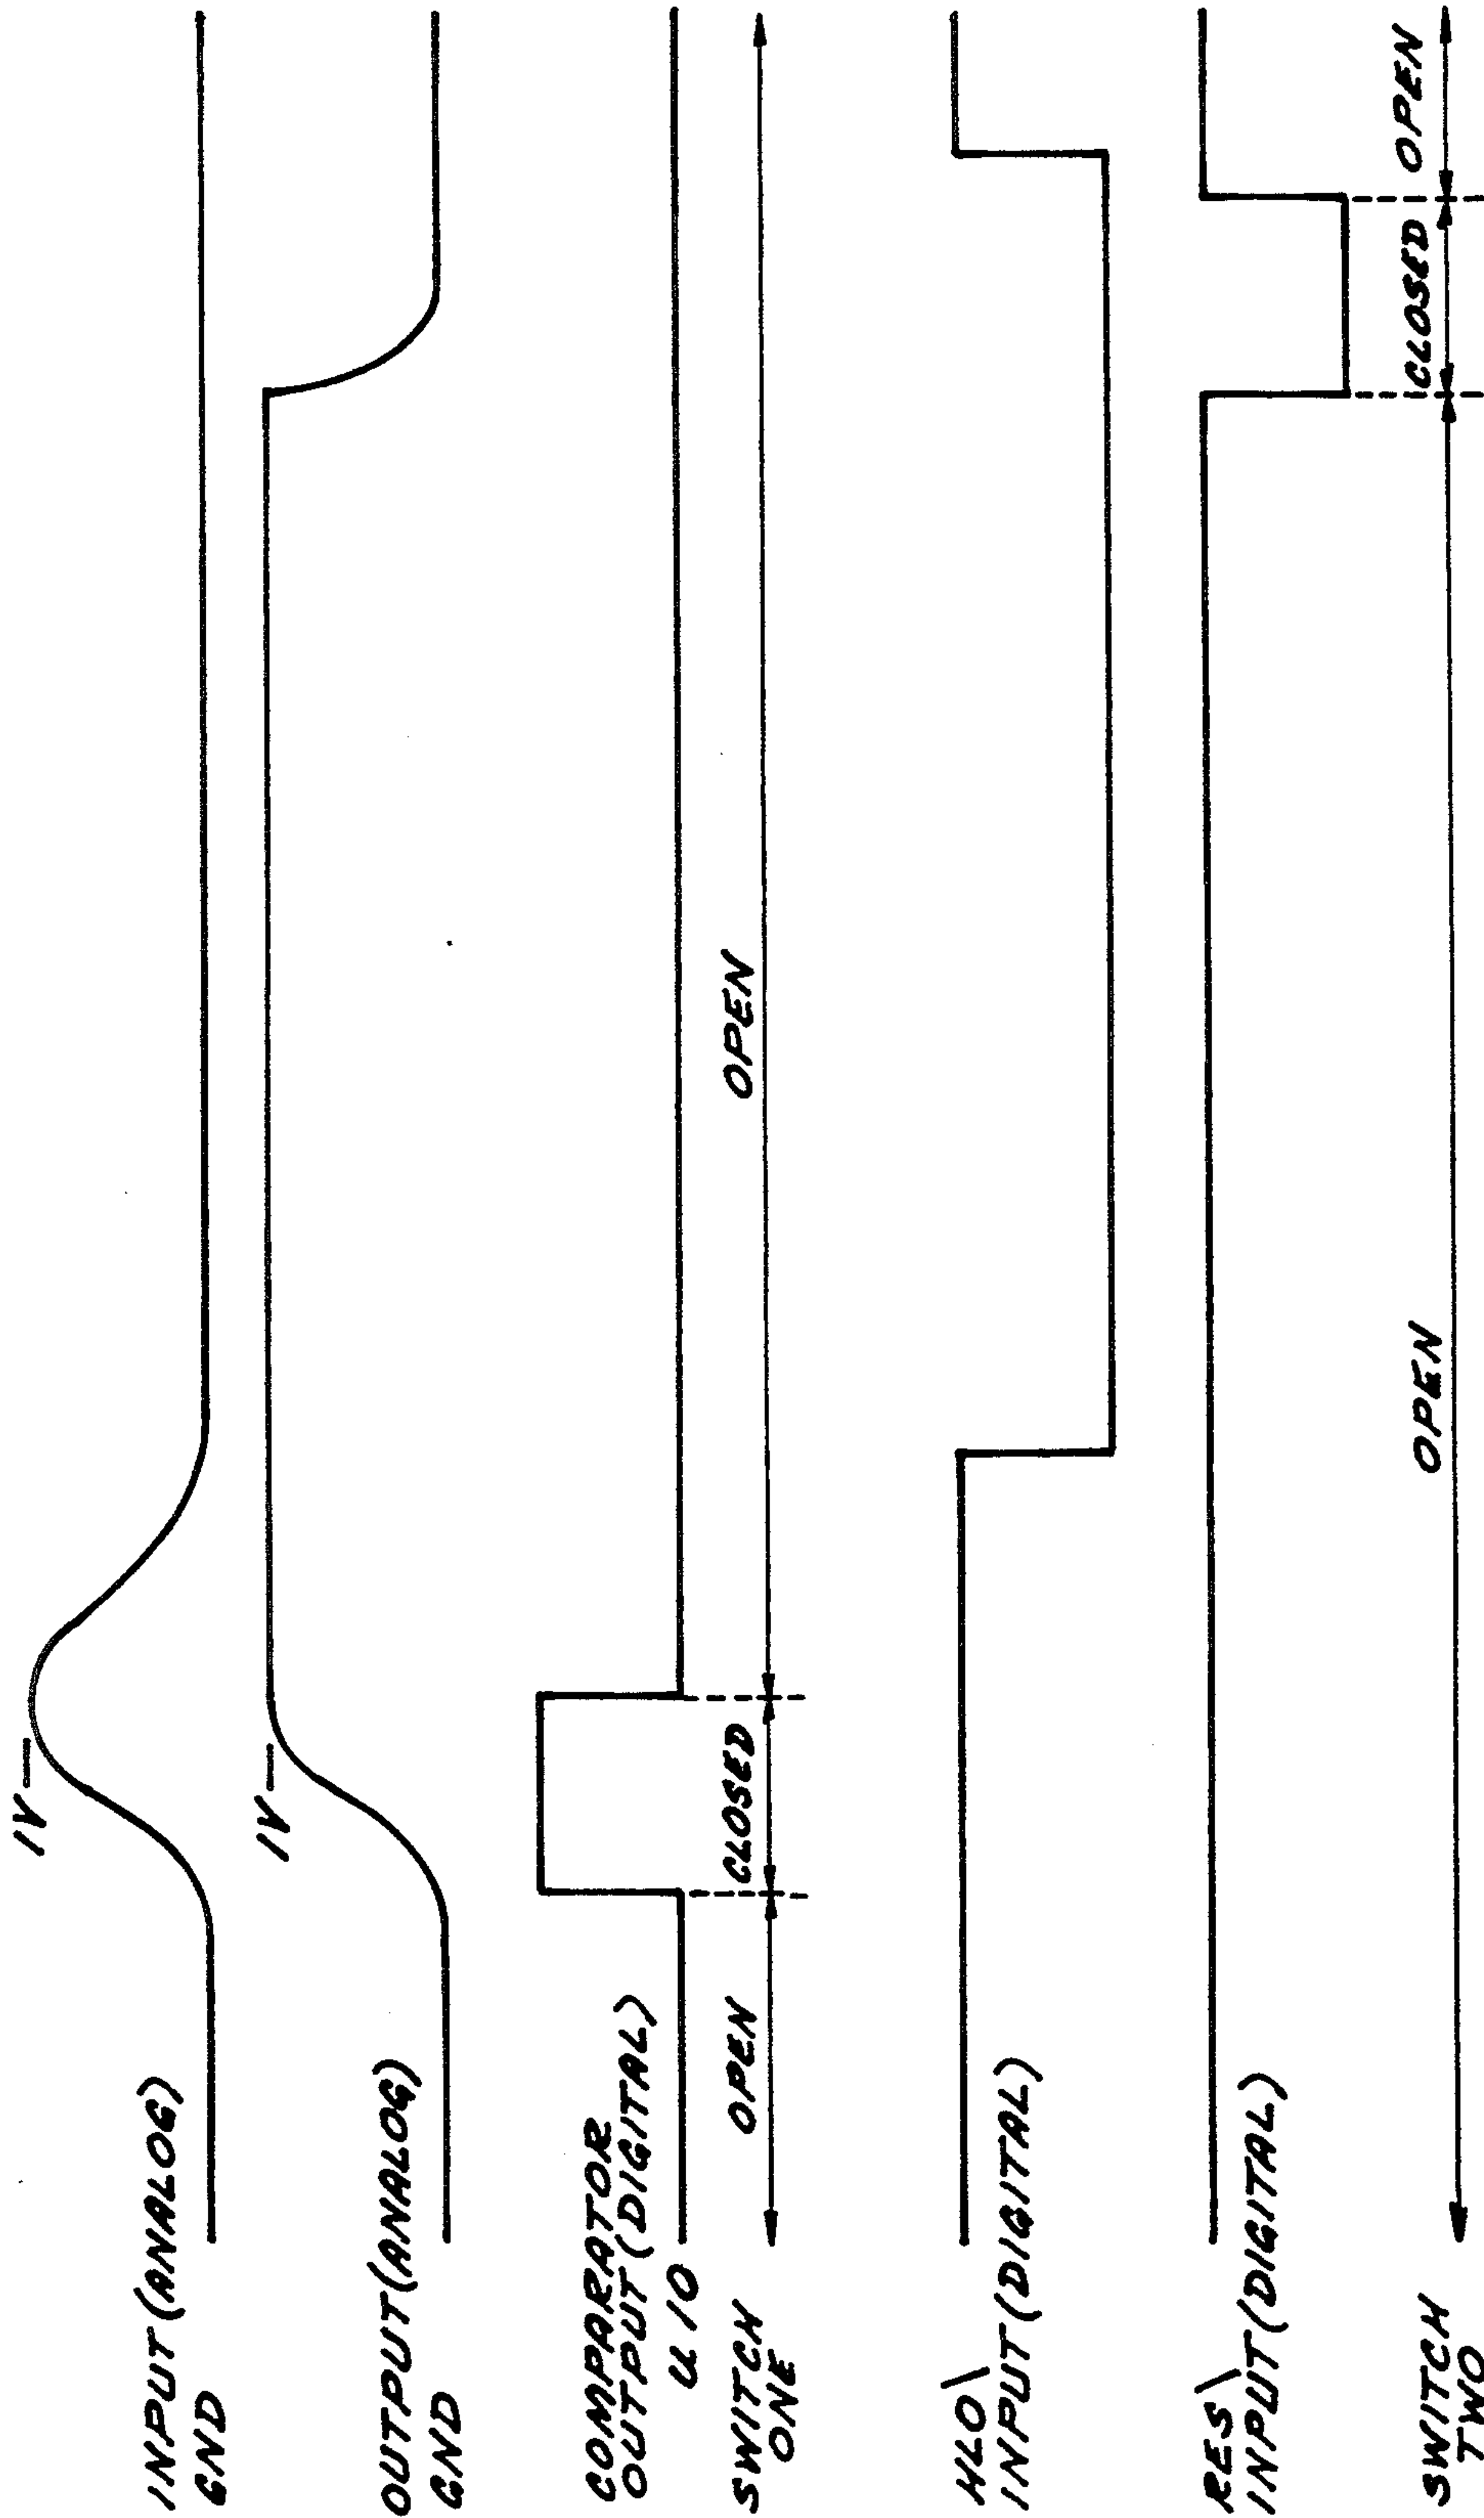 1V
INPUT (ANALOG)
GND
1V
OUTPUT (ANALOG)
GND
COMPARATOR
OUTPUT (DIGITAL)
U 10
SWITCH
ONE
OPEN
CLOSED
OPEN
HLO\
INPUT (DIGITAL)
RES\
INPUT (DIGITAL)
SWITCH
TWO
OPEN
CLOSED
OPEN